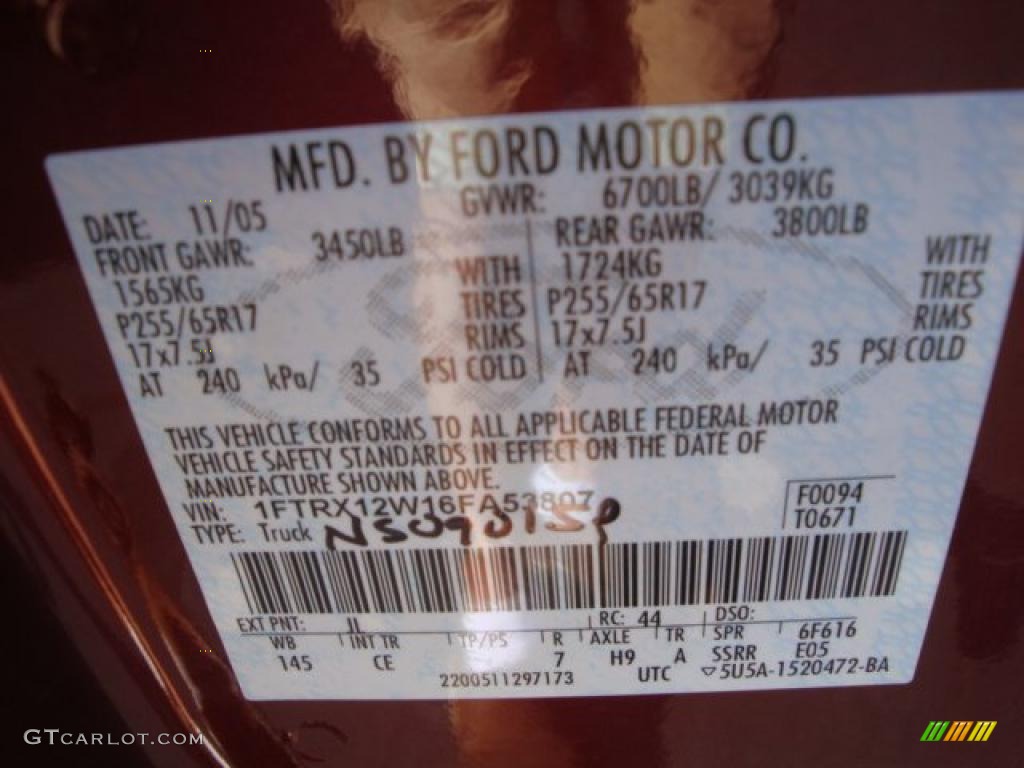 MFD. BY FORD MOTOR CO.
DATE: 11/05 GVWR: 6700LB/ 3039KG
FRONT GAWR: 3450LB REAR GAWR: 3800LB
1565KG WITH 1724KG WITH
P255/65R17 TIRES P255/65R17 TIRES
17x7.5J RIMS 17x7.5J RIMS
AT 240 kPa/ 35 PSI COLD AT 240 kPa/ 35 PSI COLD
THIS VEHICLE CONFORMS TO ALL APPLICABLE FEDERAL MOTOR
VEHICLE SAFETY STANDARDS IN EFFECT ON THE DATE OF
MANUFACTURE SHOWN ABOVE.
VIN: 1FTRX12W16FA53807 F0094
TYPE: Truck T0671
EXT PNT: JL RC: 44 DSO:
WB INT TR TP/PS R AXLE TR SPR 6F616
145 CE 7 H9 A SSRR E05
2200511297173 UTC ▽5U5A-1520472-BA
GTCARLOT.COM